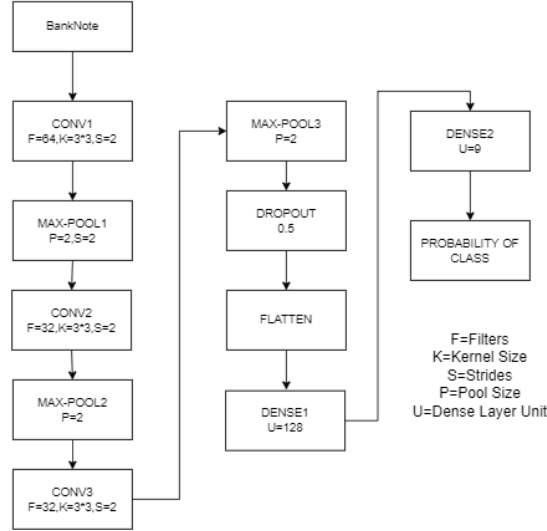 BankNote
CONV1
F=64,K=3*3,S=2
MAX-POOL1
P=2,S=2
CONV2
F=32,K=3*3,S=2
MAX-POOL2
P=2
CONV3
F=32,K=3*3,S=2
MAX-POOL3
P=2
DROPOUT
0.5
FLATTEN
DENSE1
U=128
DENSE2
U=9
PROBABILITY OF
CLASS
F=Filters
K=Kernel Size
S=Strides
P=Pool Size
U=Dense Layer Unit